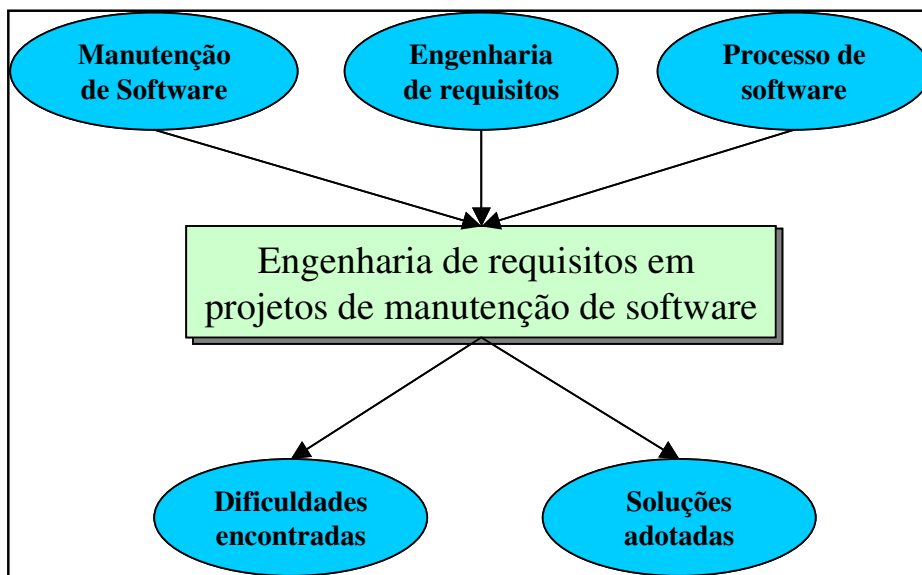 Manutenção
de Software
Engenharia
de requisitos
Processo de
software
Engenharia de requisitos em
projetos de manutenção de software
Dificuldades
encontradas
Soluções
adotadas